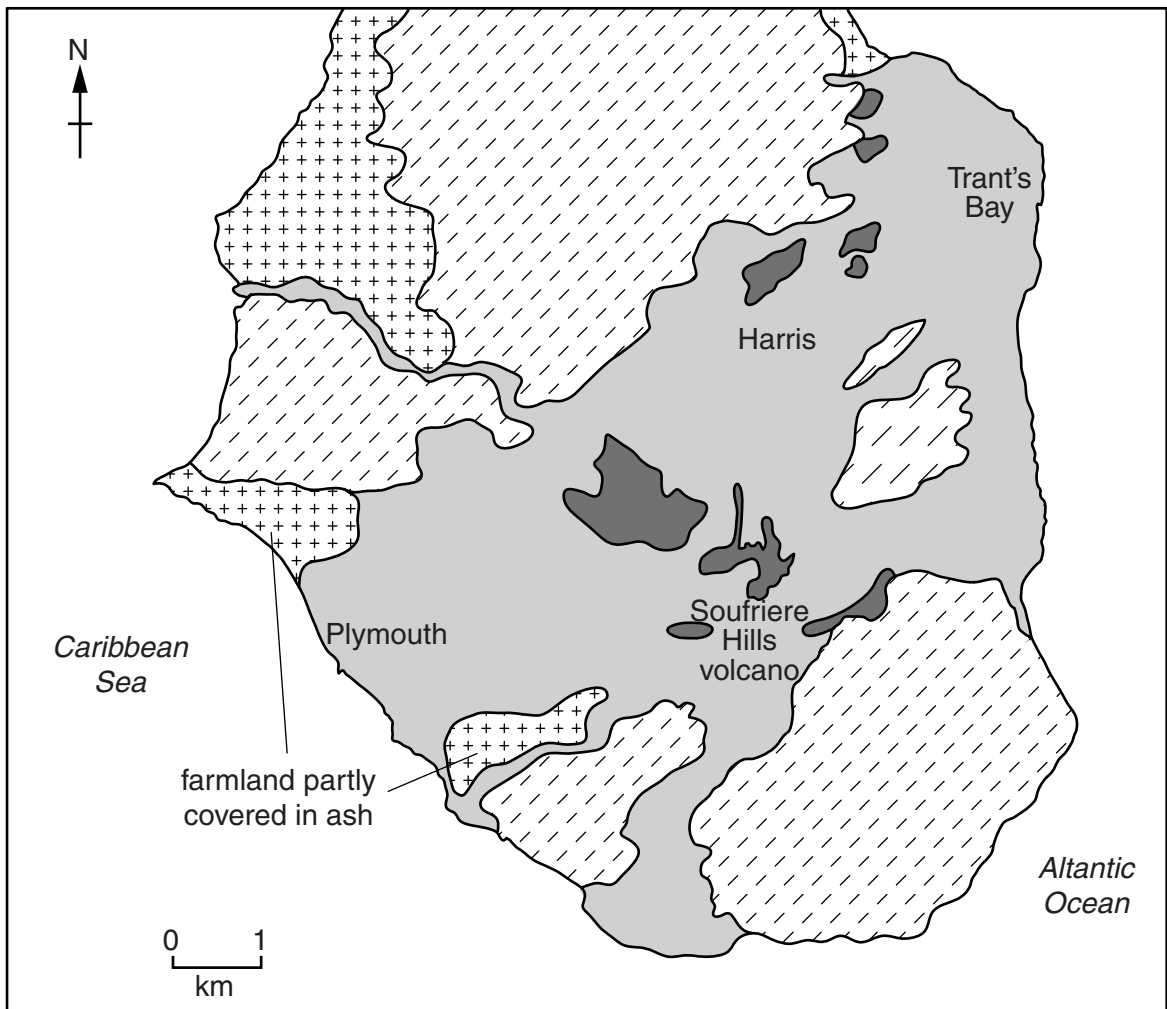 N
Trant's
Bay
Harris
Soufriere
Hills
volcano
Plymouth
Caribbean
Sea
farmland partly
covered in ash
Altantic
Ocean
0 1
km